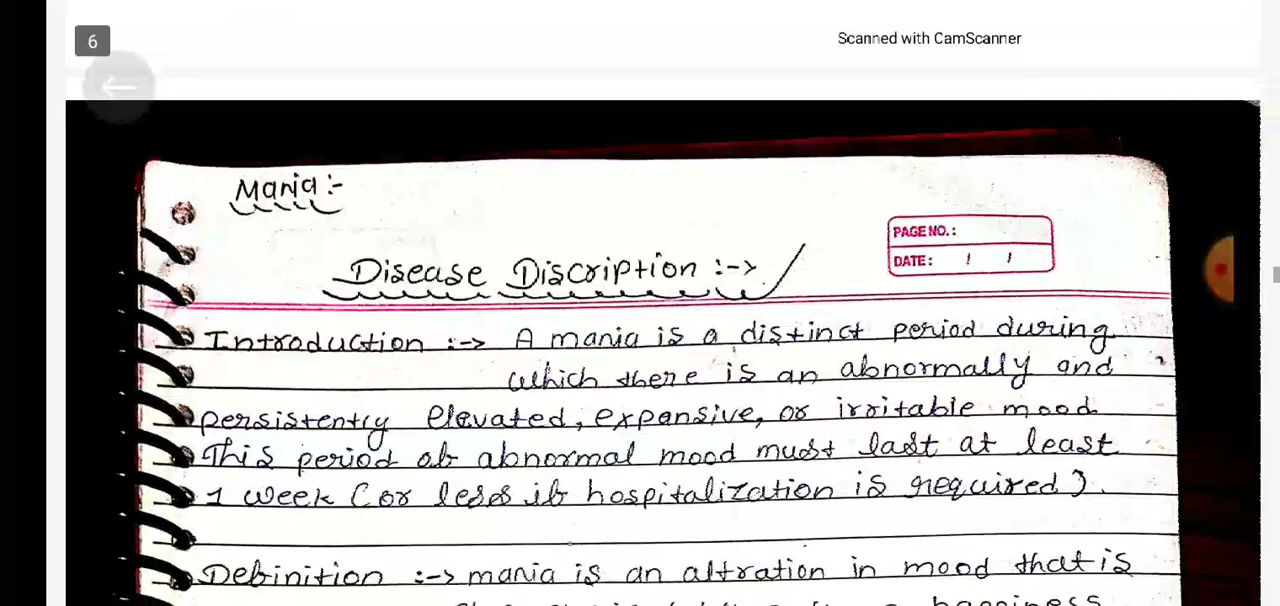 6
Scanned with CamScanner
Mania :-
PAGE NO.:
DATE: / /
Disease Discription :->
Introduction :-> A mania is a distinct period during
which there is an abnormally and
persistentry elevated, expansive, or irritable mood
This period of abnormal mood must last at least
1 week (or less if hospitalization is required).
Definition :-> mania is an altration in mood that is
happiness